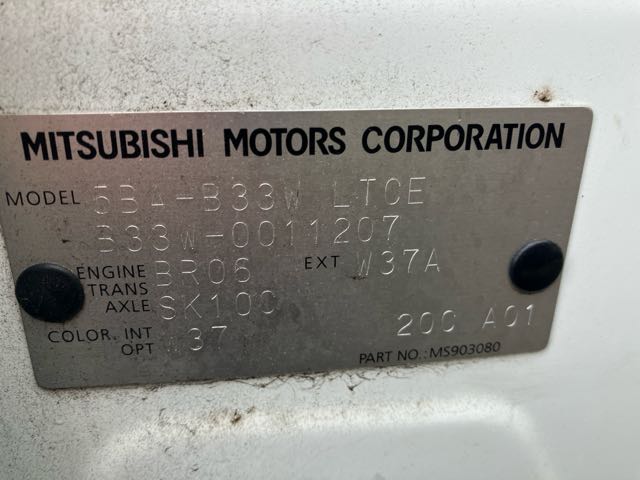 MITSUBISHI MOTORS CORPORATION
MODEL 5BA-B33W LTCE
B33W-0011207
ENGINE BR06 EXT W37A
TRANS
AXLE SK100
COLOR. INT W37 200 A01
OPT
PART NO.:MS903080